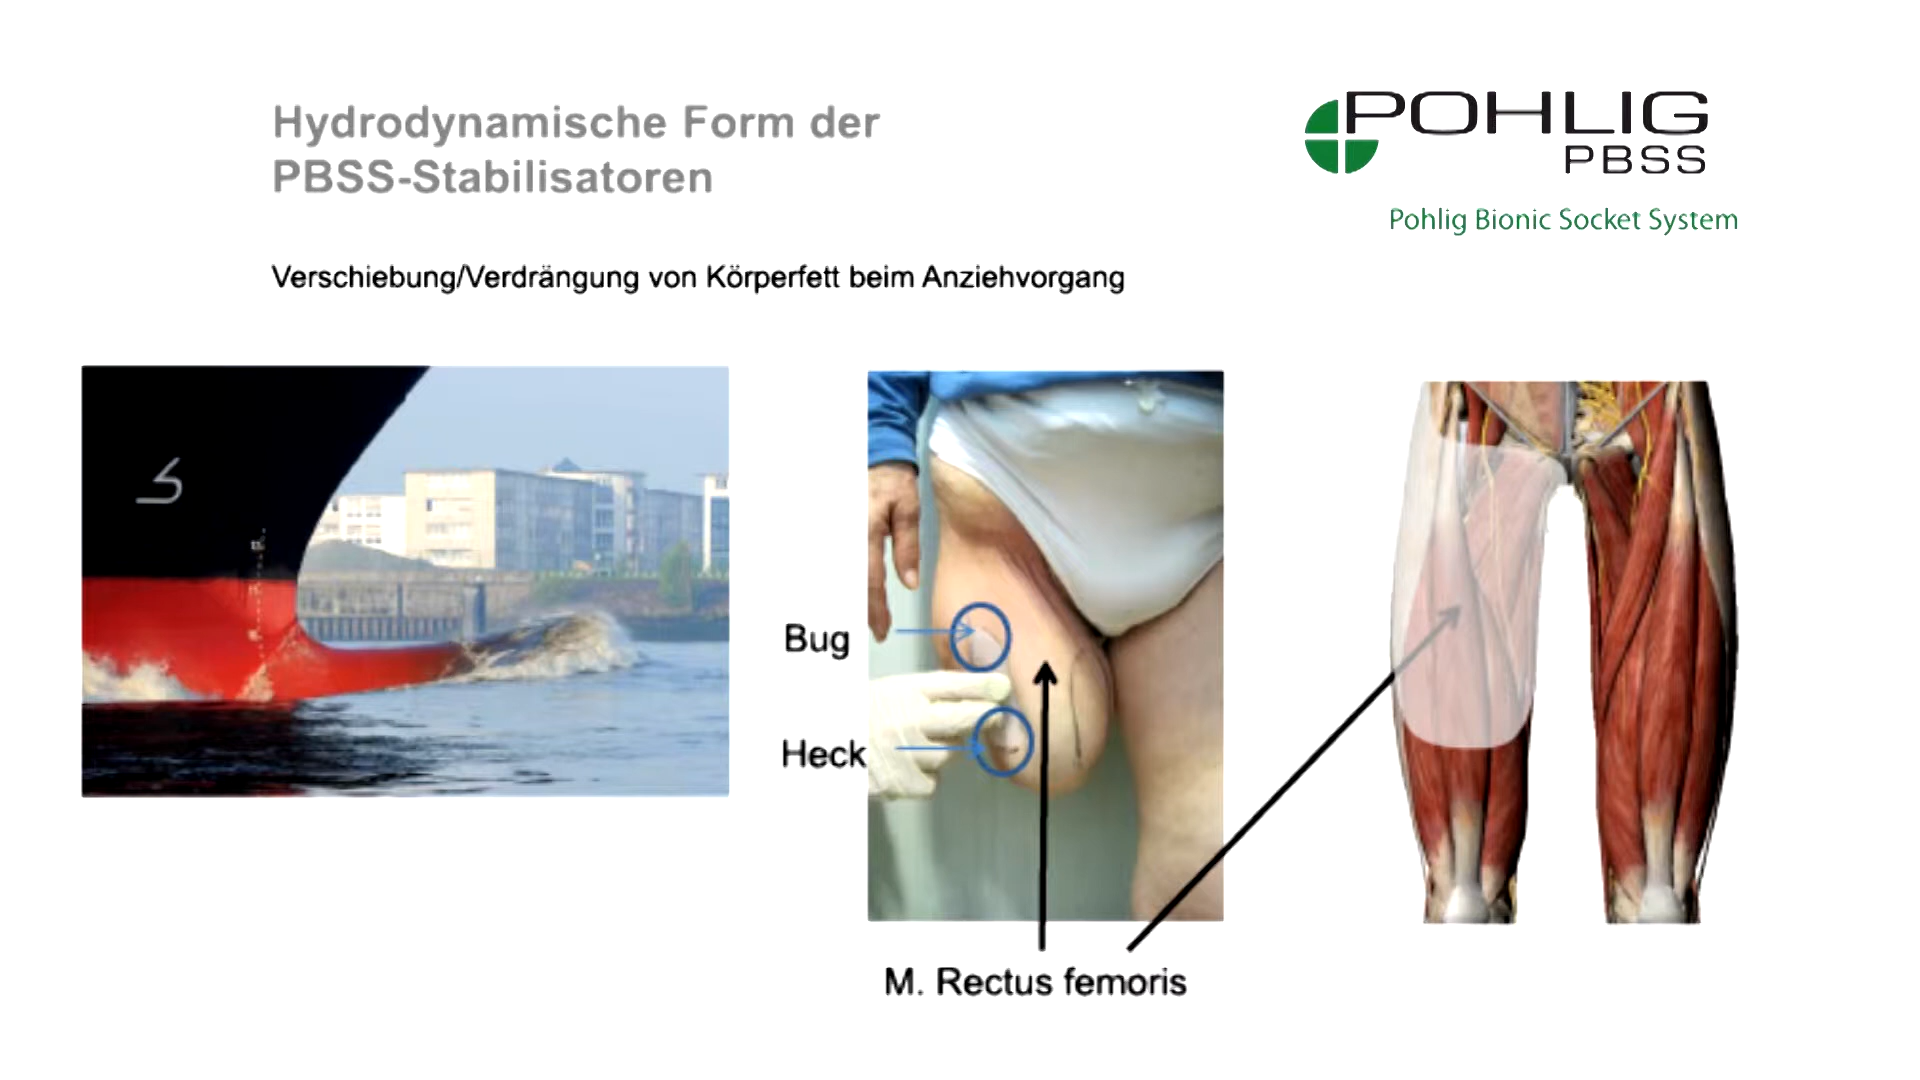 Hydrodynamische Form der
PBSS-Stabilisatoren
POHLIG
PBSS
Pohlig Bionic Socket System
Verschiebung/Verdrängung von Körperfett beim Anziehvorgang
Bug
Heck
M. Rectus femoris